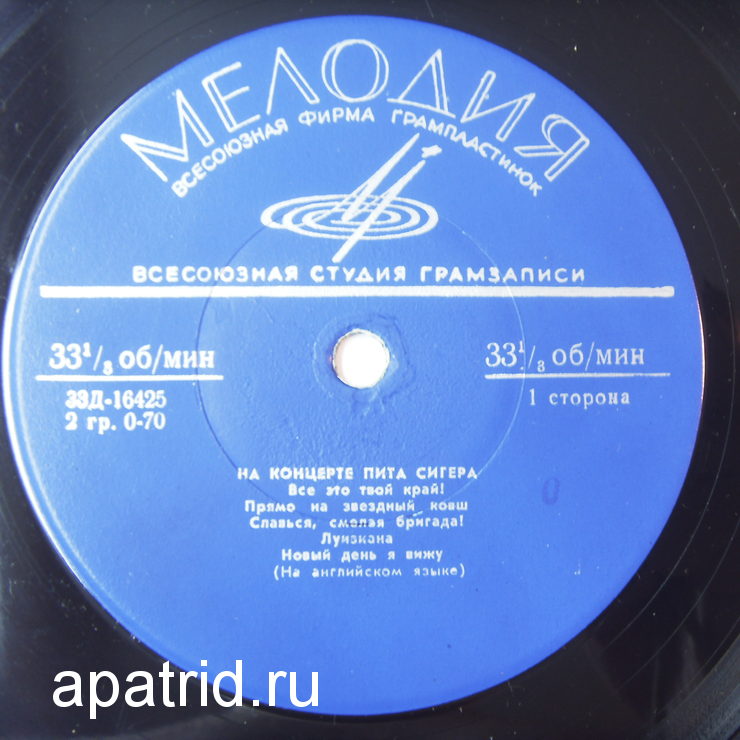 МЕЛОДИЯ
ВСЕСОЮЗНАЯ ФИРМА ГРАМПЛАСТИНОК
ВСЕСОЮЗНАЯ СТУДИЯ ГРАМЗАПИСИ
33¹/₃ об/мин
33¹/₃ об/мин
33Д-16425
2 гр. 0-70
1 сторона
НА КОНЦЕРТЕ ПИТА СИГЕРА
Все это твой край!
Прямо на звездный ковш
Славься, смелая бригада!
Луизкана
Новый день я вижу
(На английском языке)
0
apatrid.ru